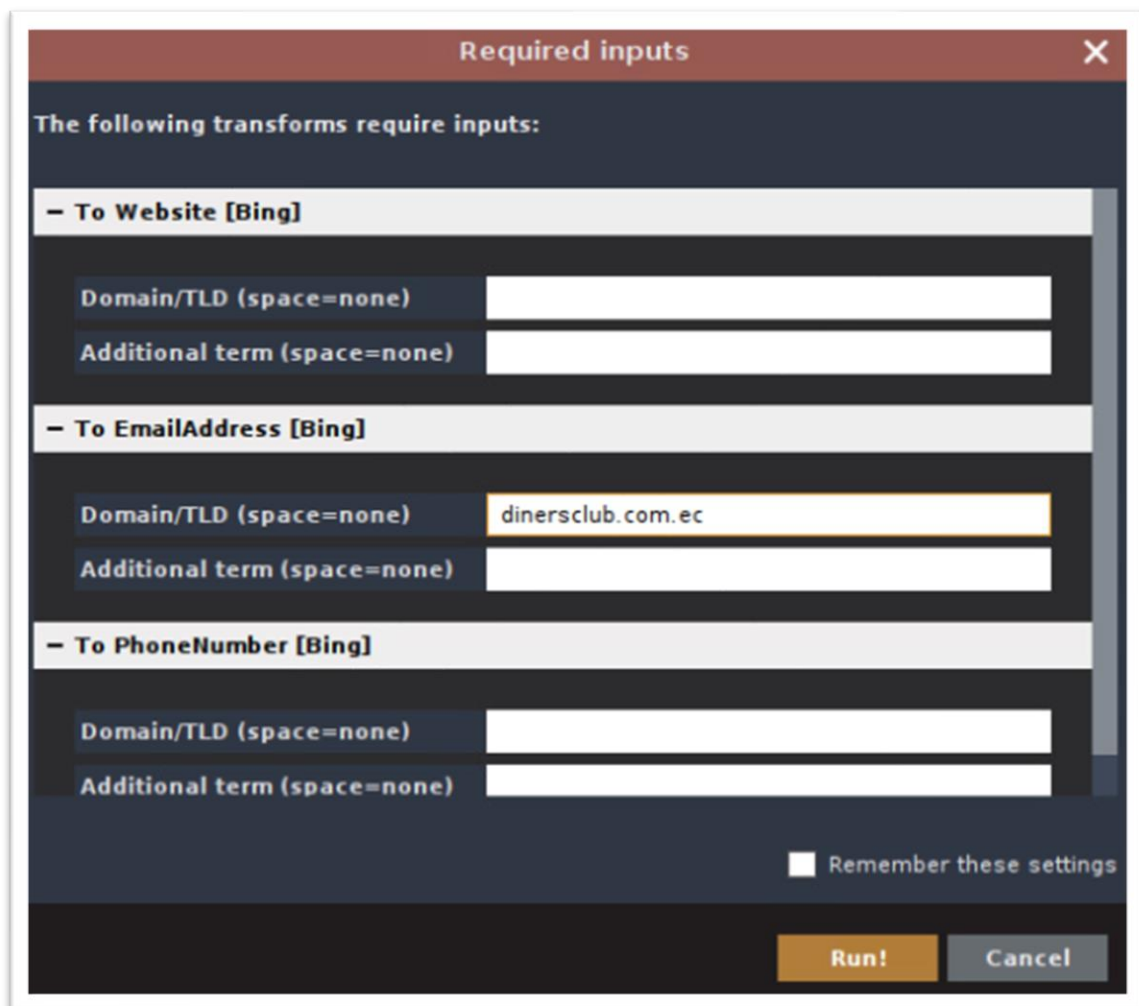 Required inputs
The following transforms require inputs:
– To Website [Bing]
Domain/TLD (space=none)
Additional term (space=none)
– To EmailAddress [Bing]
Domain/TLD (space=none) dinersclub.com.ec
Additional term (space=none)
– To PhoneNumber [Bing]
Domain/TLD (space=none)
Additional term (space=none)
Remember these settings
Run! Cancel